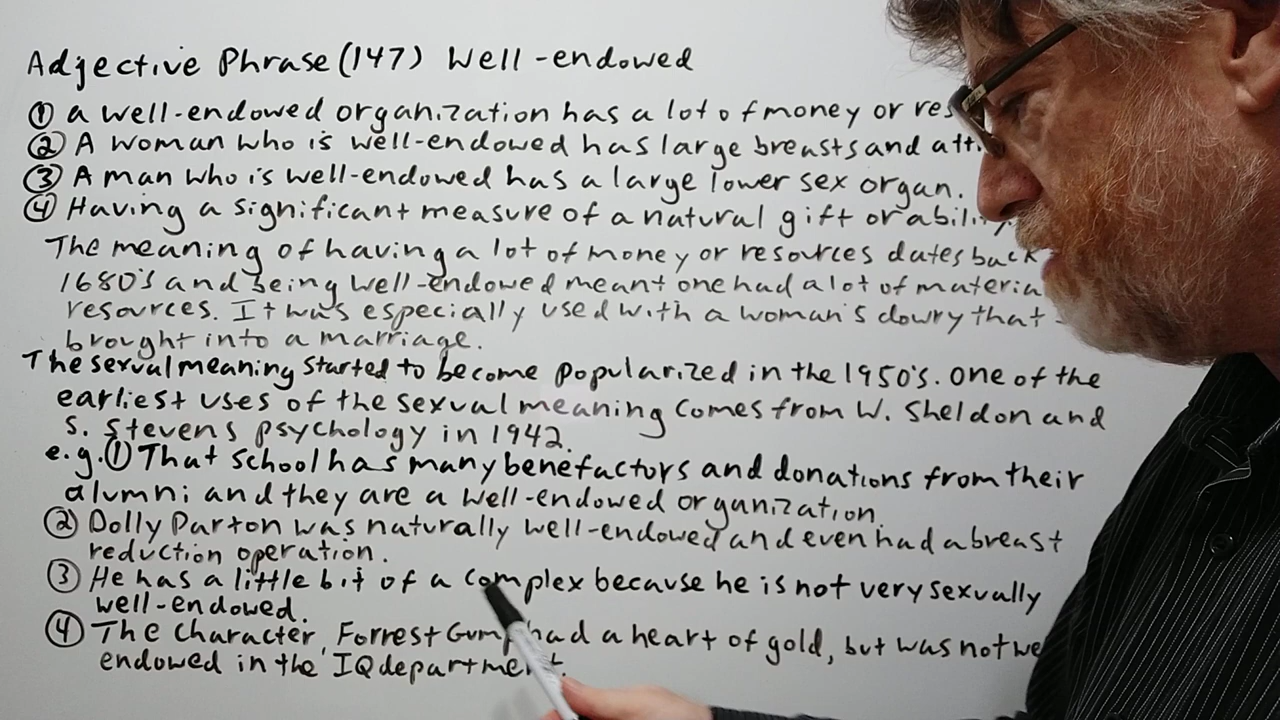 Adjective Phrase (147) Well-endowed
① a well-endowed organization has a lot of money or res
② A woman who is well-endowed has large breasts and att
③ A man who is well-endowed has a large lower sex organ.
④ Having a significant measure of a natural gift or abili
The meaning of having a lot of money or resources dates back
1680's and being well-endowed meant one had a lot of materia
resources. It was especially used with a woman's dowry that
brought into a marriage.
The sexual meaning started to become popularized in the 1950's. One of the
earliest uses of the sexual meaning comes from W. Sheldon and
S. Stevens psychology in 1942.
e.g. ① That school has many benefactors and donations from their
alumni and they are a well-endowed organization.
② Dolly Parton was naturally well-endowed and even had a breast
reduction operation.
③ He has a little bit of a complex because he is not very sexually
well-endowed.
④ The character, Forrest Gump had a heart of gold, but was not we
endowed in the IQ department.